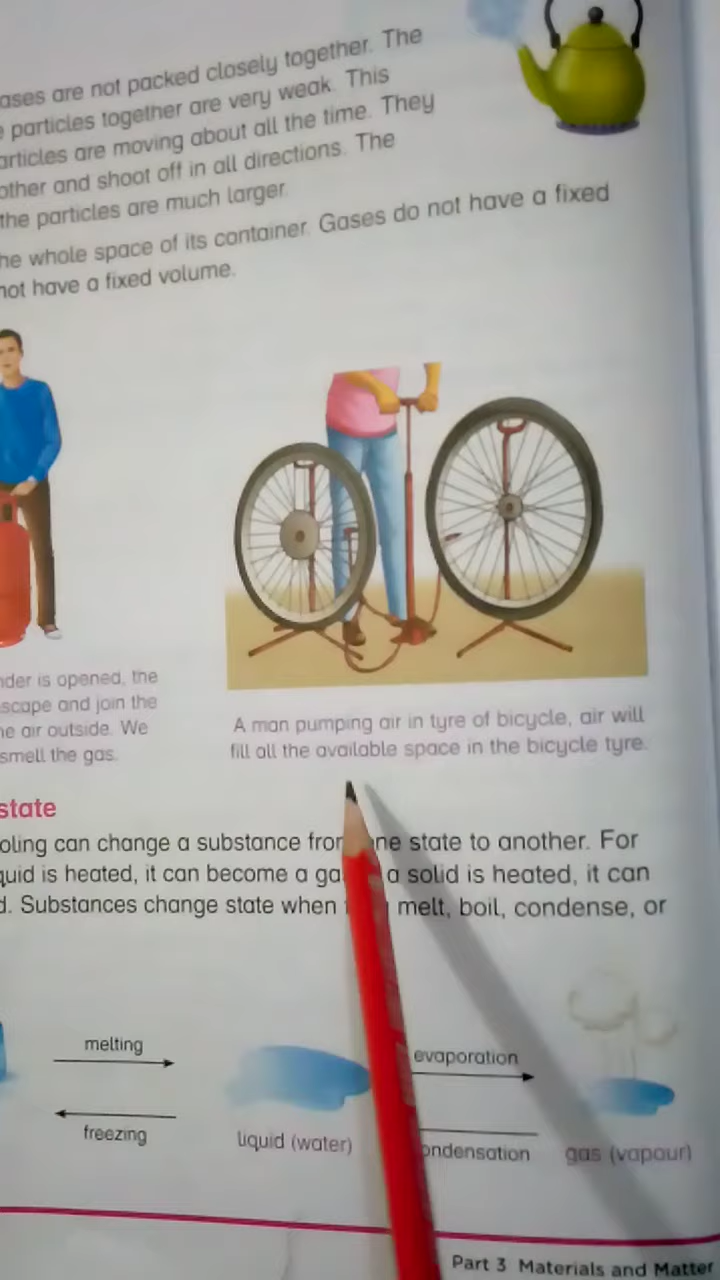 ases are not packed closely together. The
particles together are very weak. This
articles are moving about all the time. They
other and shoot off in all directions. The
the particles are much larger.
he whole space of its container. Gases do not have a fixed
not have a fixed volume.
nder is opened, the
scape and join the
he air outside. We
smell the gas.
A man pumping air in tyre of bicycle, air will
fill all the available space in the bicycle tyre.
state
oling can change a substance from one state to another. For
quid is heated, it can become a ga a solid is heated, it can
d. Substances change state when melt, boil, condense, or
melting
evaporation
freezing
liquid (water)
ondensation
gas (vapour)
Part 3 Materials and Matter